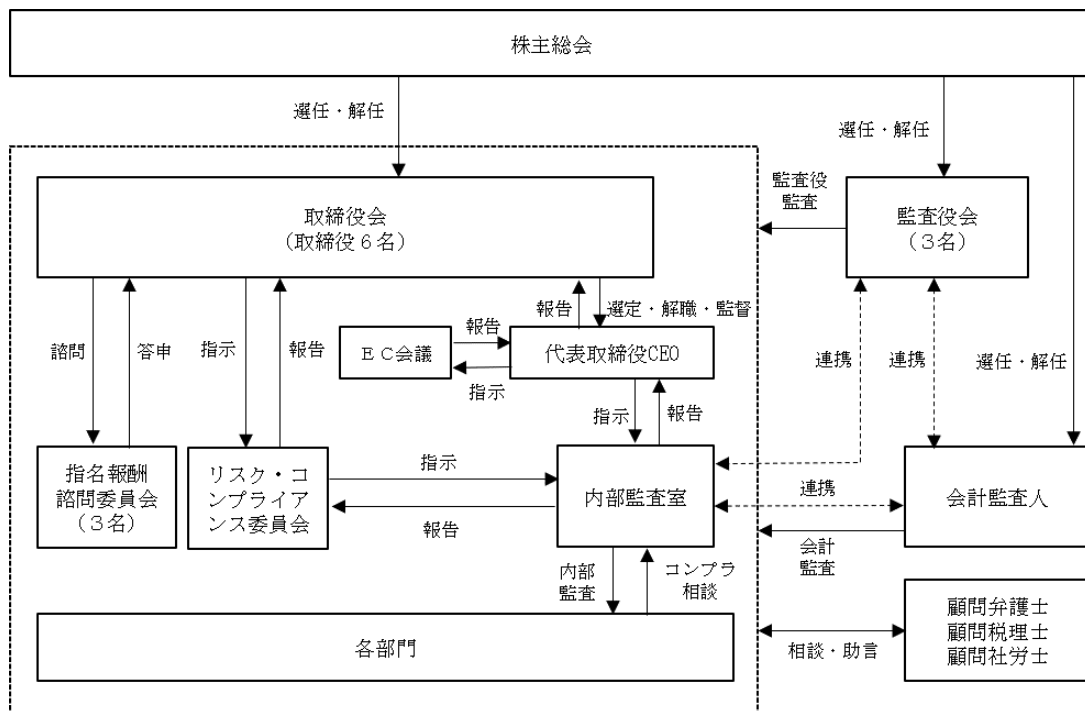 株主総会
選任・解任
選任・解任
監査役
監査
取締役会
（取締役６名）
監査役会
（３名）
報告
選定・解職・監督
諮問
答申
指示
報告
ＥＣ会議
報告
指示
代表取締役CEO
連携
連携
選任・解任
指示
報告
指名報酬
諮問委員会
（３名）
リスク・コ
ンプライア
ンス委員会
指示
報告
内部監査室
連携
会計監査人
会計
監査
内部
監査
コンプラ
相談
各部門
相談・助言
顧問弁護士
顧問税理士
顧問社労士